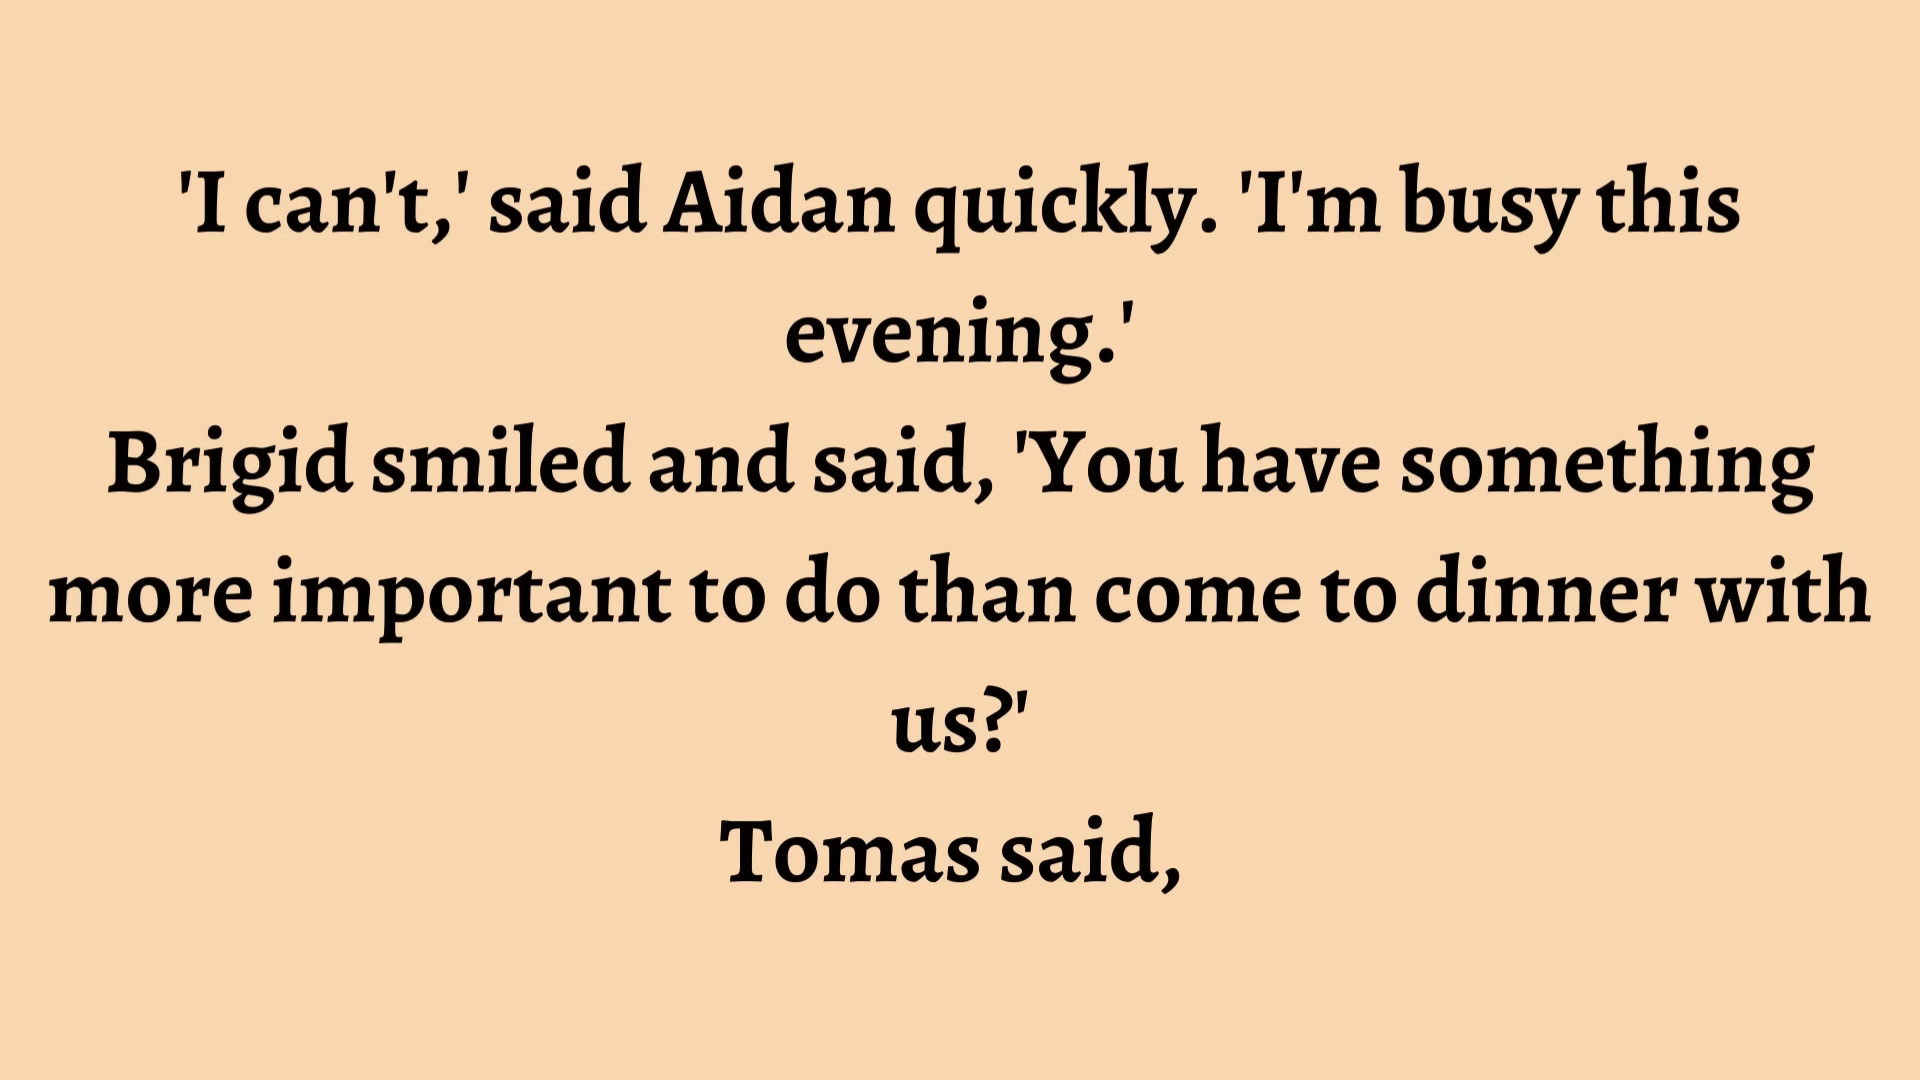 'I can't,' said Aidan quickly. 'I'm busy this
evening.'
Brigid smiled and said, 'You have something
more important to do than come to dinner with
us?'
Tomas said,